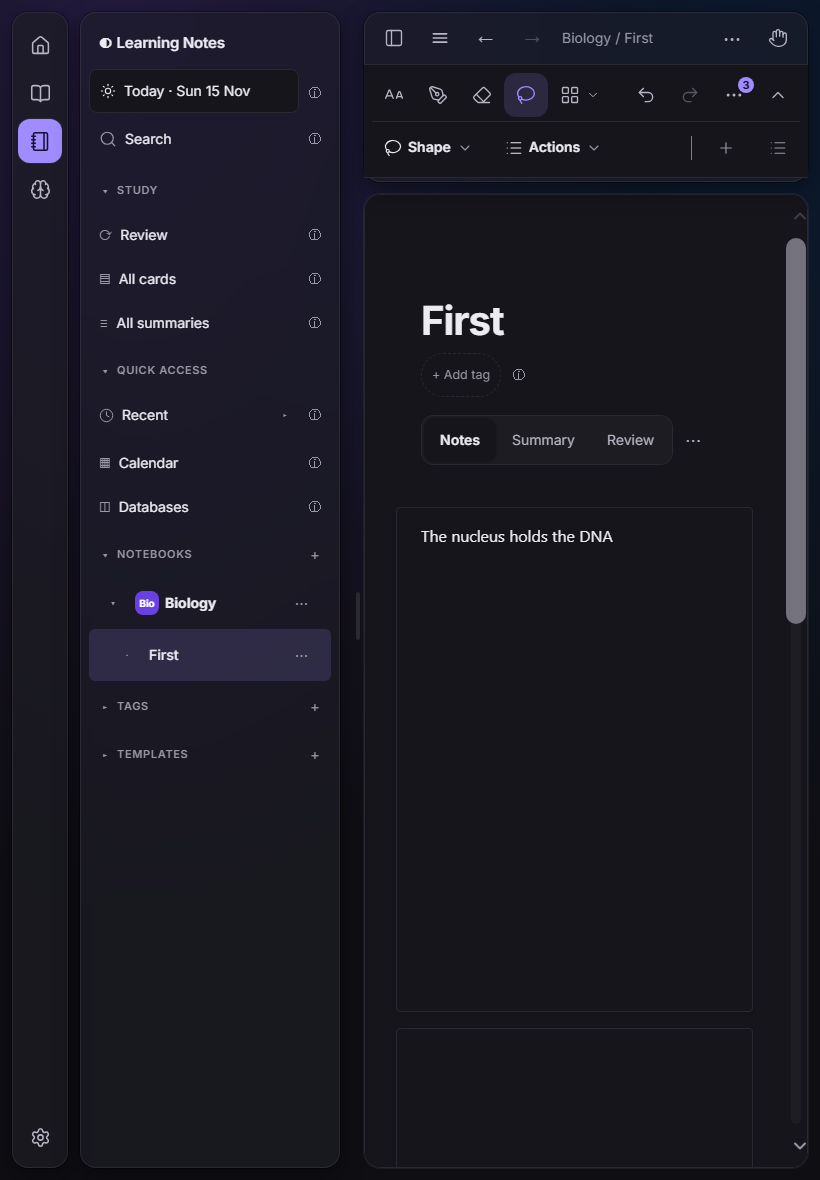 Learning Notes
Today · Sun 15 Nov
Search
STUDY
Review
All cards
All summaries
QUICK ACCESS
Recent
Calendar
Databases
NOTEBOOKS
Bio Biology
First
TAGS
TEMPLATES
Biology / First
AA
3
Shape
Actions
First
+ Add tag
Notes Summary Review
The nucleus holds the DNA